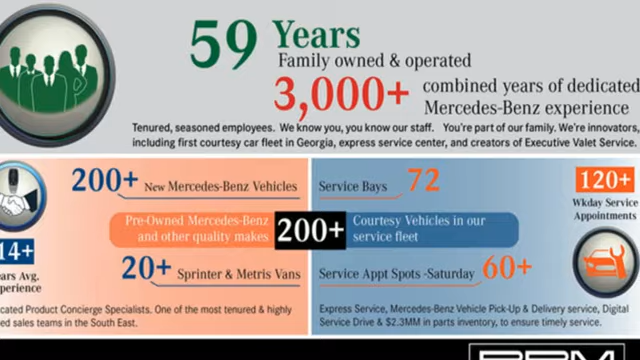 59 Years
Family owned & operated
3,000+ combined years of dedicated
Mercedes-Benz experience
Tenured, seasoned employees. We know you, you know our staff. You're part of our family. We're innovators,
including first courtesy car fleet in Georgia, express service center, and creators of Executive Valet Service.
200+ New Mercedes-Benz Vehicles
Pre-Owned Mercedes-Benz
and other quality makes
200+
20+ Sprinter & Metris Vans
14+
ars Avg.
perience
cated Product Concierge Specialists. One of the most tenured & highly
ed sales teams in the South East.
Service Bays 72
Courtesy Vehicles in our
service fleet
Service Appt Spots -Saturday 60+
120+
Wkday Service
Appointments
Express Service, Mercedes-Benz Vehicle Pick-Up & Delivery service, Digital
Service Drive & $2.3MM in parts inventory, to ensure timely service.